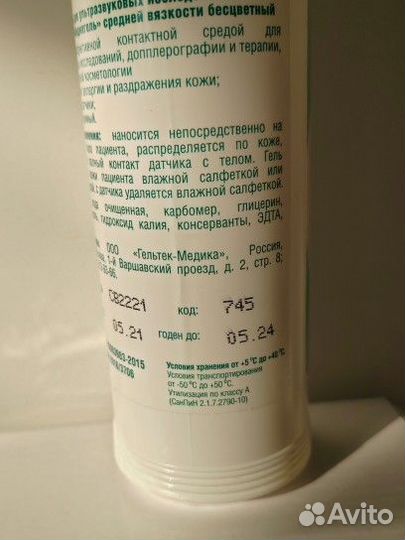 ультразвуковых
средней вязкости бесцветный
контактной средой для
допплерографии и терапии,
косметологии
и раздражения кожи;
наносится непосредственно на
пациента, распределяется по коже,
контакт датчика с телом. Гель
пациента влажной салфеткой или
с датчика удаляется влажной салфеткой.
очищенная, карбомер, глицерин,
гидроксид калия, консерванты, ЭДТА,
ООО «Гельтек-Медика», Россия,
1-й Варшавский проезд, д. 2, стр. 8;
СВ2221 код: 745
05.21 годен до: 05.24
Условия хранения от +5°С до +40°С
Условия транспортирования
от -50°С до +50°С.
Утилизация по классу А
(СанПиН 2.1.7.2790-10)
Avito